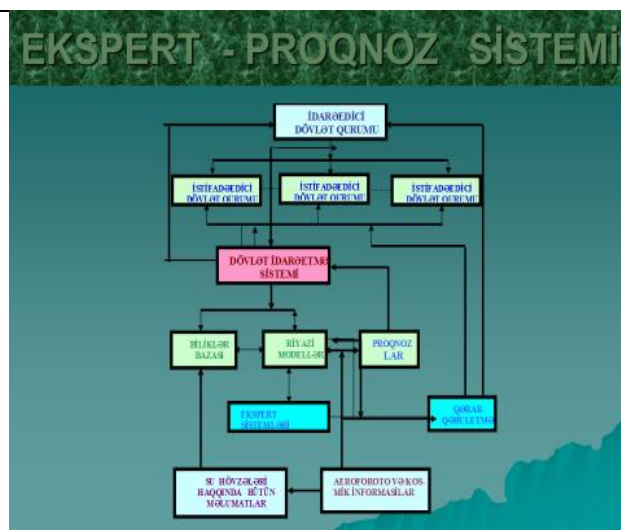 EKSPERT - PROQNOZ SİSTEMİ
İDARƏEDİCİ
DÖVLƏT QURUMU
İSTİFADƏEDİCİ
DÖVLƏT QURUMU
İSTİFADƏEDİCİ
DÖVLƏT QURUMU
İSTİFADƏEDİCİ
DÖVLƏT QURUMU
DÖVLƏT İDARƏETMƏ
SİSTEMİ
BİLİKLƏR
BAZASI
RİYAZİ
MODELLƏR
PROQNOZ
LAR
EKSPERT
SİSTEMLƏRİ
QƏRAR
QƏBULETMƏ
SU HÖVZƏLƏRİ
HAQQINDA BÜTÜN
MƏLUMATLAR
AEROFOROTO VƏ KOS-
MİK INFORMASİLAR